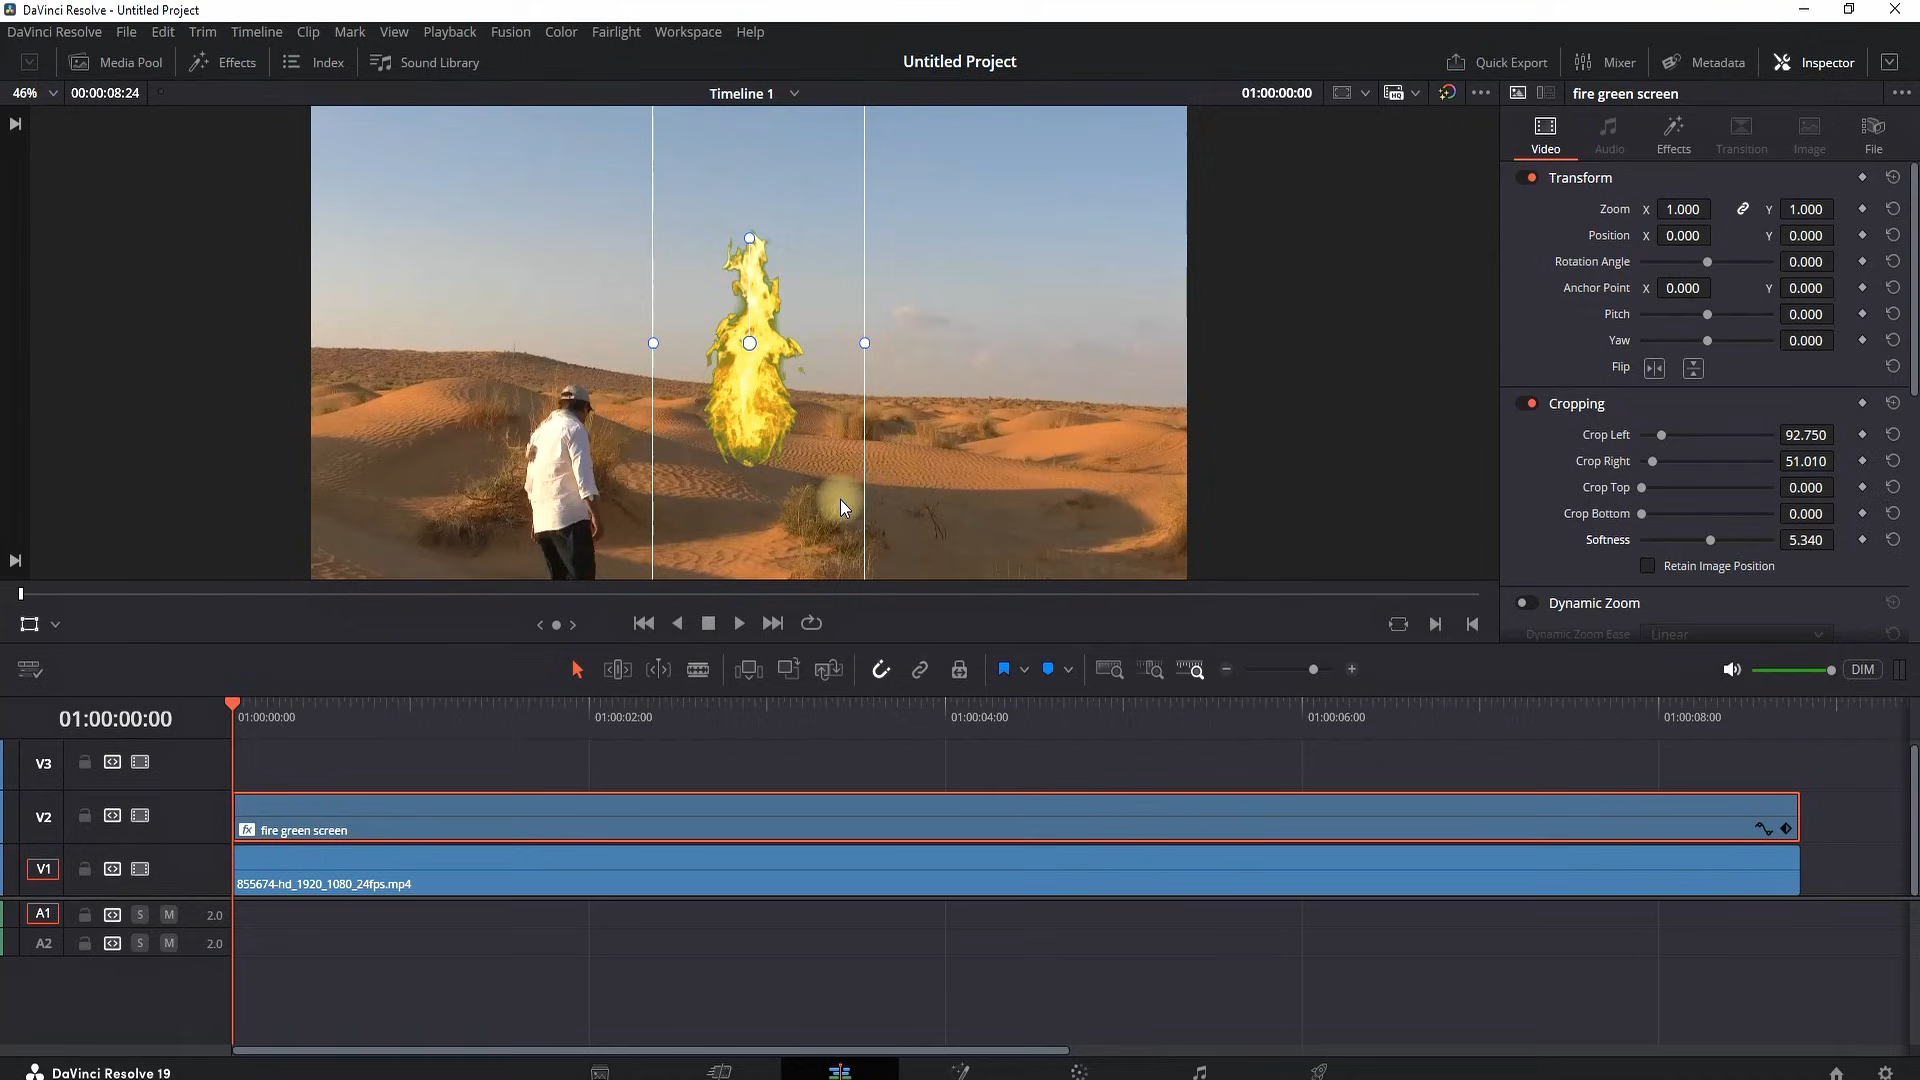 DaVinci Resolve - Untitled Project
DaVinci Resolve File Edit Trim Timeline Clip Mark View Playback Fusion Color Fairlight Workspace Help
Media Pool Effects Index Sound Library Untitled Project Quick Export Mixer Metadata Inspector
46% 00:00:08:24 Timeline 1 01:00:00:00 fire green screen
Video Audio Effects Transition Image File
Transform
Zoom X 1.000 Y 1.000
Position X 0.000 Y 0.000
Rotation Angle 0.000
Anchor Point X 0.000 Y 0.000
Pitch 0.000
Yaw 0.000
Flip
Cropping
Crop Left 92.750
Crop Right 51.010
Crop Top 0.000
Crop Bottom 0.000
Softness 5.340
Retain Image Position
Dynamic Zoom
Dynamic Zoom Ease Linear
DIM
01:00:00:00 01:00:00:00 01:00:02:00 01:00:04:00 01:00:06:00 01:00:08:00
V3
V2
fx fire green screen
V1
855674-hd_1920_1080_24fps.mp4
A1 S M 2.0
A2 S M 2.0
DaVinci Resolve 19